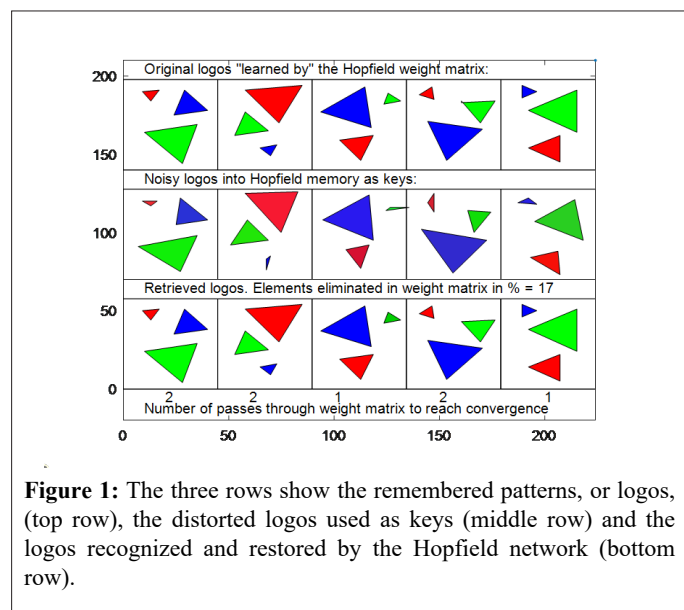 200
Original logos "learned by" the Hopfield weight matrix:
150
Noisy logos into Hopfield memory as keys:
100
Retrieved logos. Elements eliminated in weight matrix in % = 17
50
0
2 2 1 2 1
Number of passes through weight matrix to reach convergence
0 50 100 150 200
Figure 1: The three rows show the remembered patterns, or logos,
(top row), the distorted logos used as keys (middle row) and the
logos recognized and restored by the Hopfield network (bottom
row).